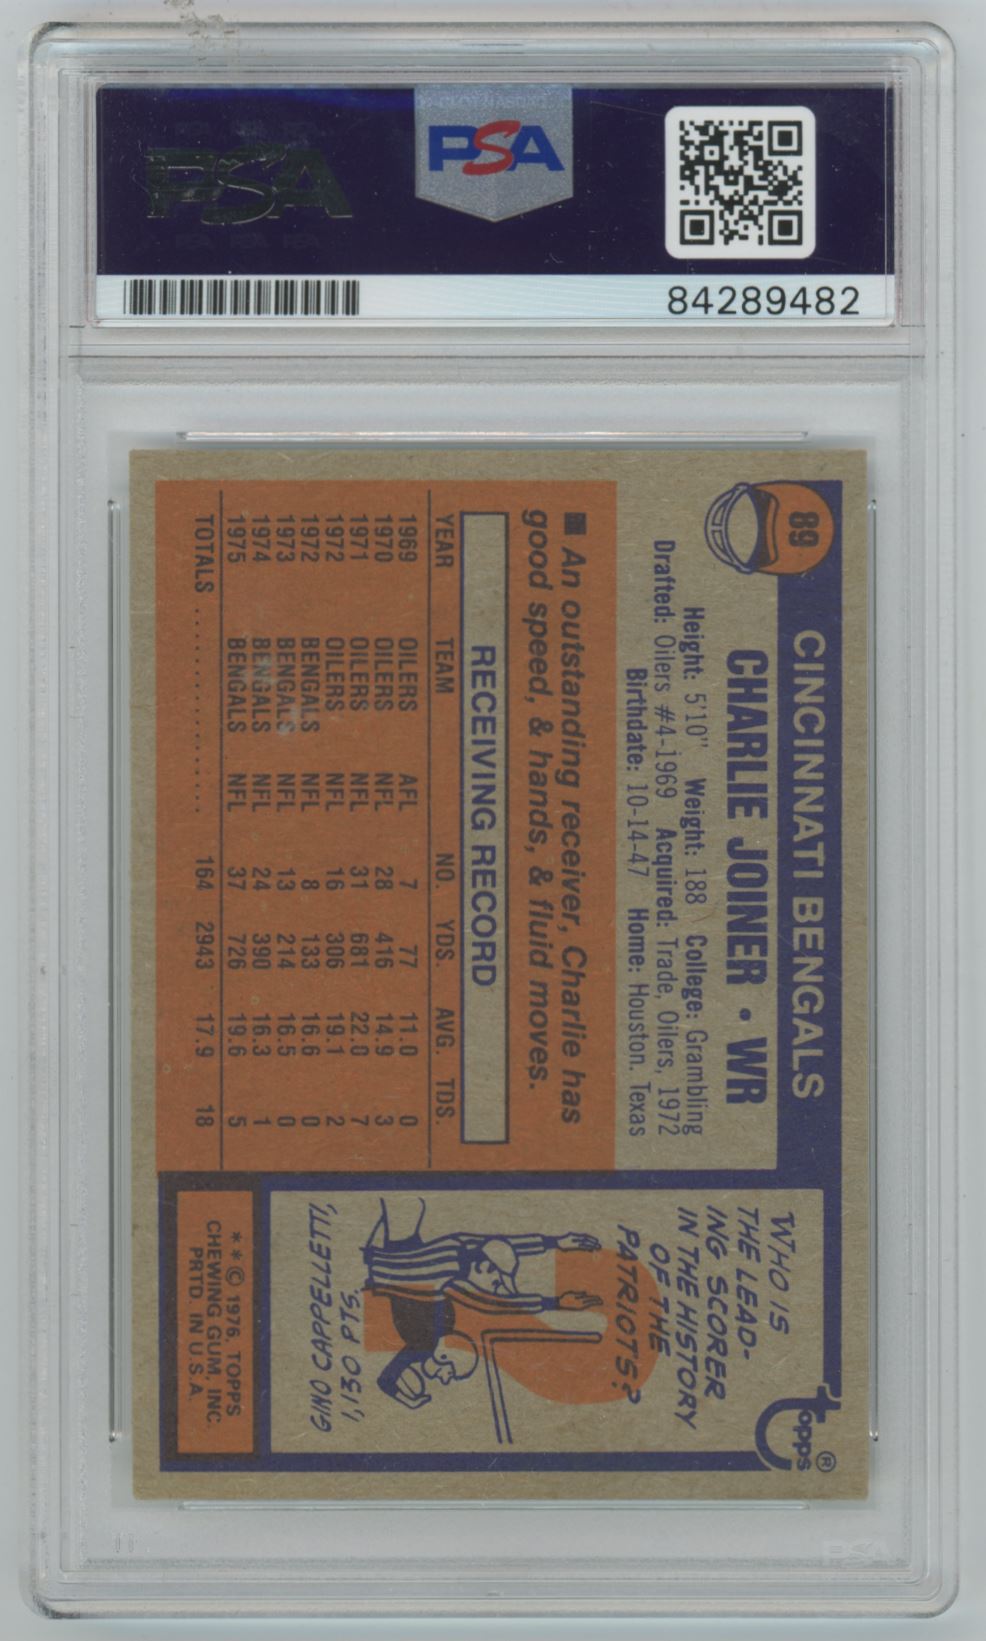 PSA
PSA
84289482
89
CINCINNATI BENGALS
CHARLIE JOINER • WR
Height: 5'10" Weight: 188 College: Grambling
Drafted: Oilers #4-1969 Acquired: Trade, Oilers, 1972
Birthdate: 10-14-47 Home: Houston, Texas
■ An outstanding receiver, Charlie has
good speed, & hands, & fluid moves.
RECEIVING RECORD
YEAR TEAM NO. YDS. AVG. TDS.
1969 OILERS AFL 7 77 11.0 0
1970 OILERS NFL 28 416 14.9 3
1971 OILERS NFL 31 681 22.0 7
1972 OILERS NFL 16 306 19.1 2
1972 BENGALS NFL 8 133 16.6 0
1973 BENGALS NFL 13 214 16.5 0
1974 BENGALS NFL 24 390 16.3 1
1975 BENGALS NFL 37 726 19.6 5
TOTALS .................. 164 2943 17.9 18
Topps®
WHO IS
THE LEAD-
ING SCORER
IN THE HISTORY
OF THE
PATRIOTS?
GINO CAPPELLETTI,
1,130 PTS.
**© 1976, TOPPS
CHEWING GUM, INC.
PRTD. IN U.S.A.
PSA